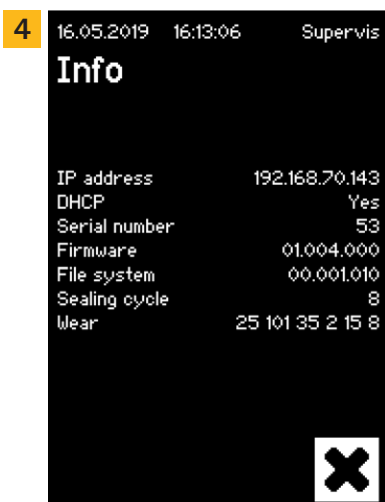 4
16.05.2019 16:13:06 Supervis
Info
IP address 192.168.70.143
DHCP Yes
Serial number 53
Firmware 01.004.000
File system 00.001.010
Sealing cycle 8
Wear 25 101 35 2 15 8